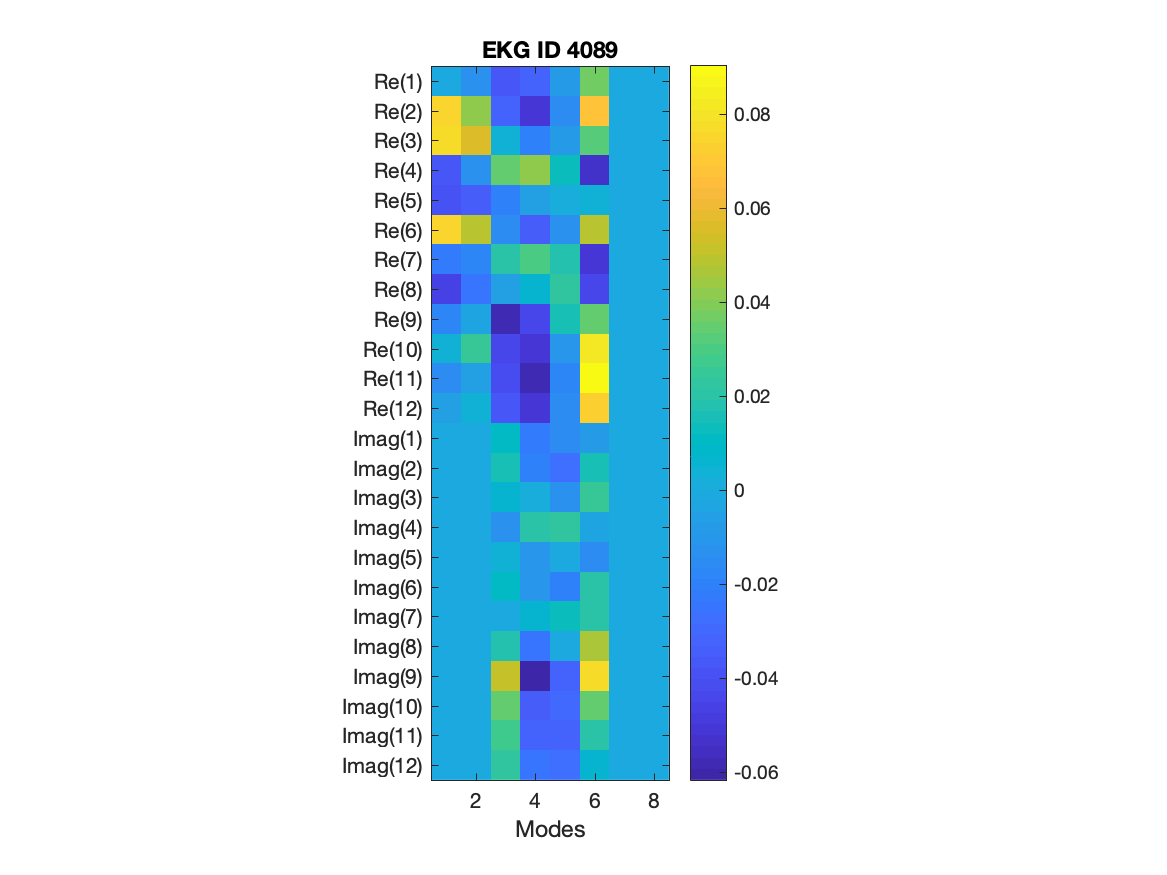 EKG ID 4089
Re(1)
Re(2)
Re(3)
Re(4)
Re(5)
Re(6)
Re(7)
Re(8)
Re(9)
Re(10)
Re(11)
Re(12)
Imag(1)
Imag(2)
Imag(3)
Imag(4)
Imag(5)
Imag(6)
Imag(7)
Imag(8)
Imag(9)
Imag(10)
Imag(11)
Imag(12)
2 4 6 8
Modes
0.08
0.06
0.04
0.02
0
-0.02
-0.04
-0.06